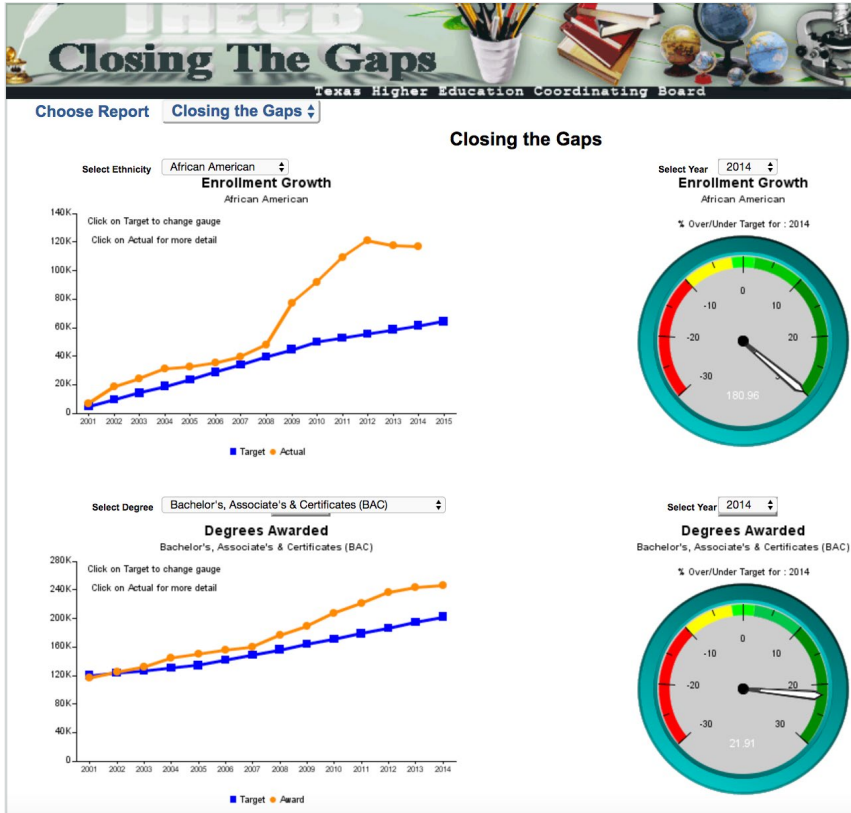 THECB
Closing The Gaps
Texas Higher Education Coordinating Board
Choose Report Closing the Gaps
Closing the Gaps
Select Ethnicity African American
Enrollment Growth
African American
Click on Target to change gauge
Click on Actual for more detail
140K
120K
100K
80K
60K
40K
20K
0
2001 2002 2003 2004 2005 2006 2007 2008 2009 2010 2011 2012 2013 2014 2015
Target Actual
Select Year 2014
Enrollment Growth
African American
% Over/Under Target for : 2014
0
-10 10
-20 20
-30
180.96
Select Degree Bachelor's, Associate's & Certificates (BAC)
Degrees Awarded
Bachelor's, Associate's & Certificates (BAC)
Click on Target to change gauge
Click on Actual for more detail
280K
240K
200K
160K
120K
80K
40K
0
2001 2002 2003 2004 2005 2006 2007 2008 2009 2010 2011 2012 2013 2014
Target Award
Select Year 2014
Degrees Awarded
Bachelor's, Associate's & Certificates (BAC)
% Over/Under Target for : 2014
0
-10 10
-20 20
-30 30
21.91